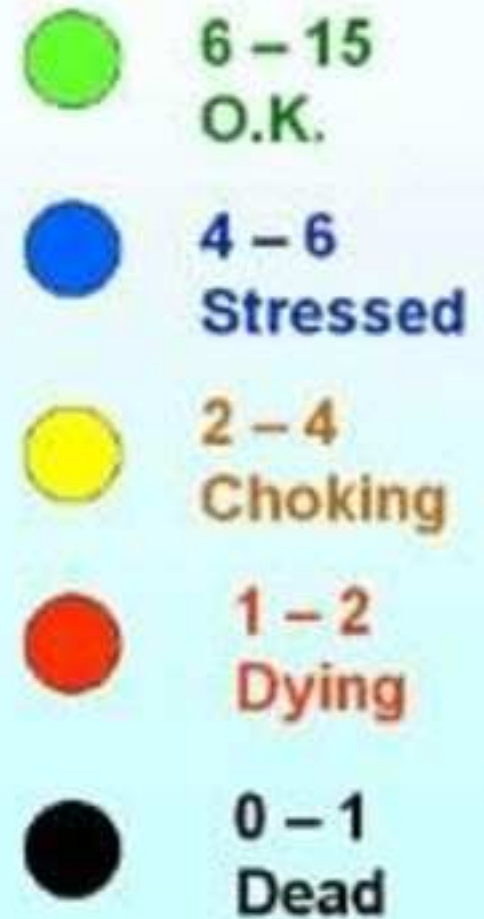 6 – 15
O.K.
4 – 6
Stressed
2 – 4
Choking
1 – 2
Dying
0 – 1
Dead